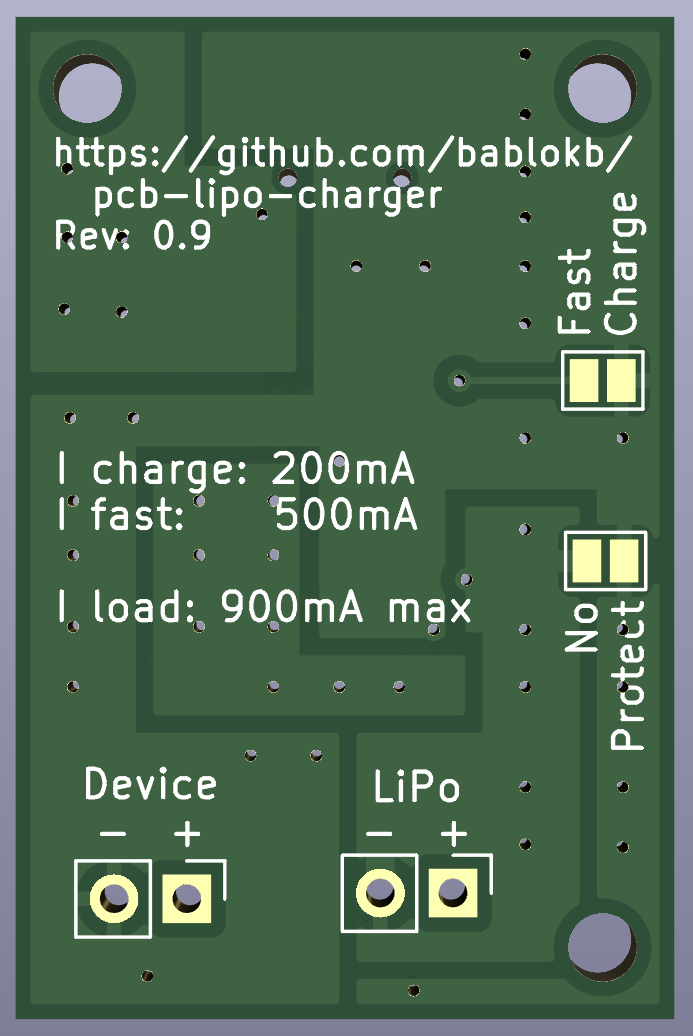 https://github.com/bablokb/
pcb-lipo-charger
Rev: 0.9
Fast
Charge
I charge: 200mA
I fast: 500mA
I load: 900mA max
No
Protect
Device
- +
LiPo
- +